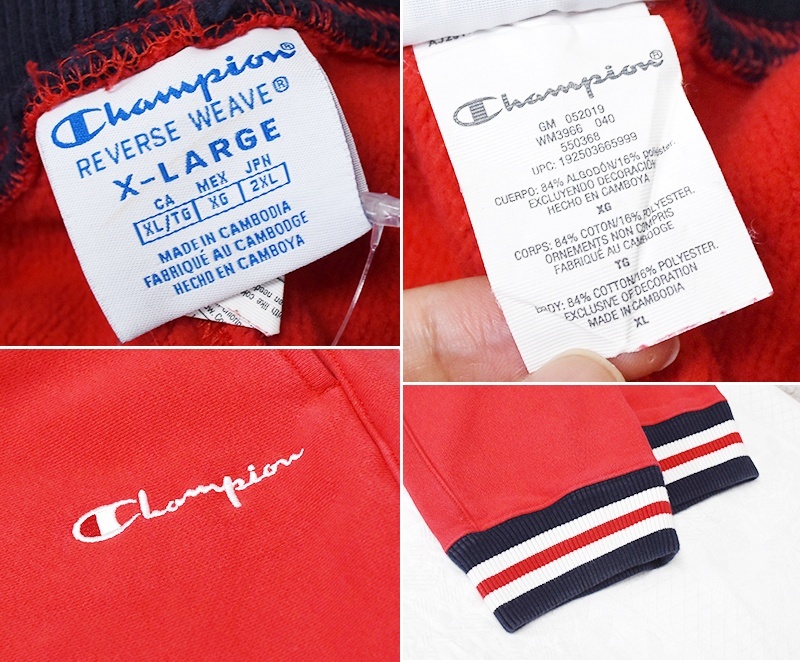 Champion®
REVERSE WEAVE®
X-LARGE
CA MEX JPN
XL/TG XG 2XL
MADE IN CAMBODIA
FABRIQUÉ AU CAMBODGE
HECHO EN CAMBOYA
Champion®
GM 052019
WM3966 040
550368
UPC: 192503665999
CUERPO: 84% ALGODÓN/16% polyester.
EXCLUYENDO DECORACIÓN
HECHO EN CAMBOYA
XG
CORPS: 84% COTON/16% POLYESTER.
ORNEMENTS NON COMPRIS
FABRIQUÉ AU CAMBODGE
TG
BODY: 84% COTTON/16% POLYESTER
EXCLUSIVE OF DECORATION
MADE IN CAMBODIA
XL
Champion